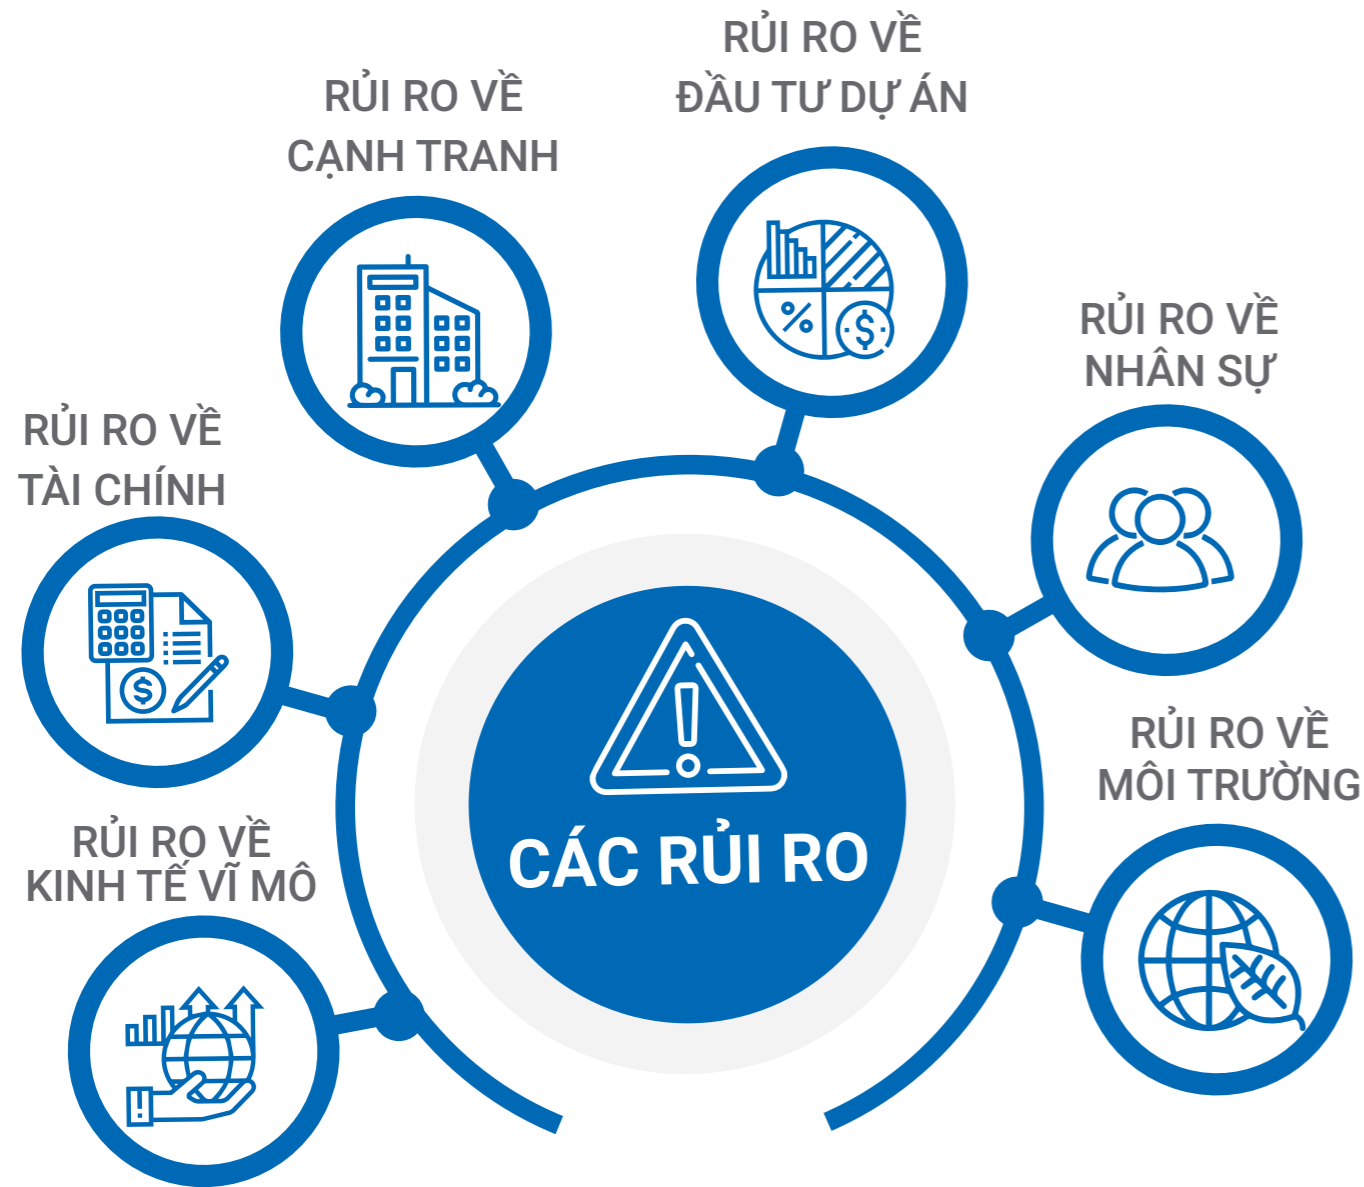 RỦI RO VỀ
ĐẦU TƯ DỰ ÁN
RỦI RO VỀ
CẠNH TRANH
RỦI RO VỀ
NHÂN SỰ
RỦI RO VỀ
TÀI CHÍNH
RỦI RO VỀ
MÔI TRƯỜNG
RỦI RO VỀ
KINH TẾ VĨ MÔ
CÁC RỦI RO